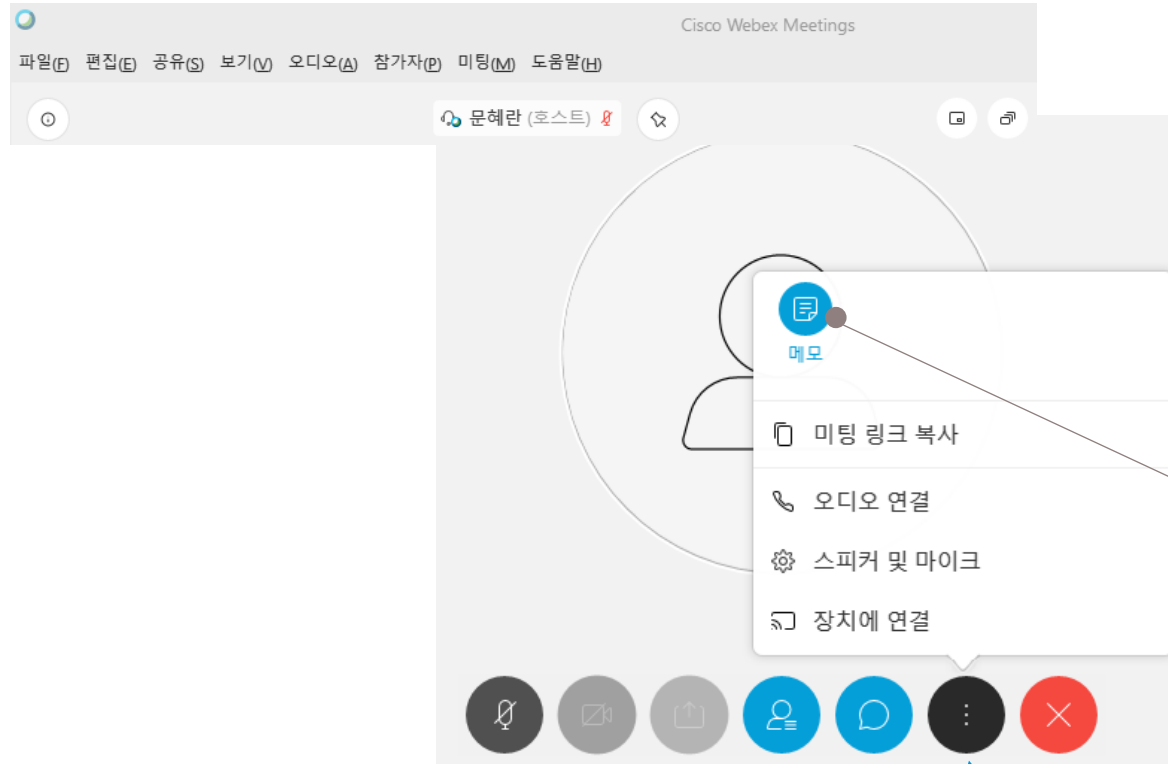 Cisco Webex Meetings
파일(F) 편집(E) 공유(S) 보기(V) 오디오(A) 참가자(P) 미팅(M) 도움말(H)
문혜란 (호스트)
메모
미팅 링크 복사
오디오 연결
스피커 및 마이크
장치에 연결